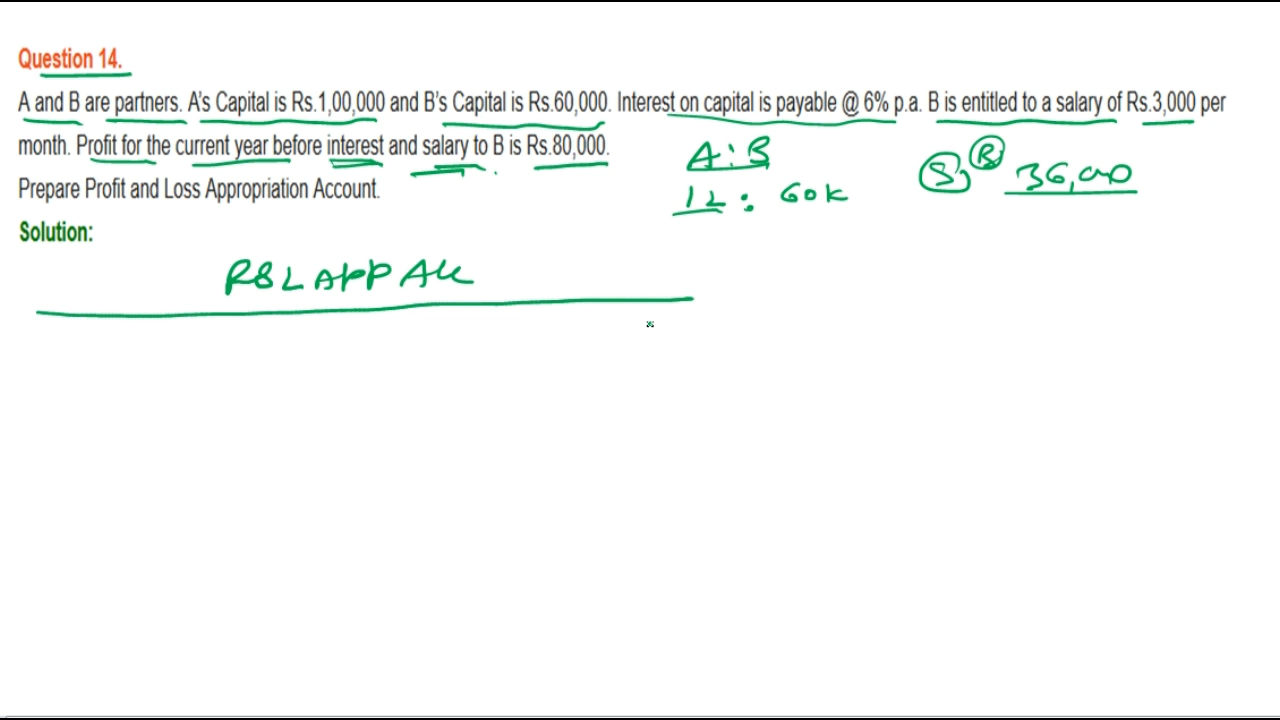 Question 14.
A and B are partners. A's Capital is Rs.1,00,000 and B's Capital is Rs.60,000. Interest on capital is payable @ 6% p.a. B is entitled to a salary of Rs.3,000 per
month. Profit for the current year before interest and salary to B is Rs.80,000.
A : B
S B 36,000
Prepare Profit and Loss Appropriation Account.
1L : 60K
Solution:
P&L APP A/c